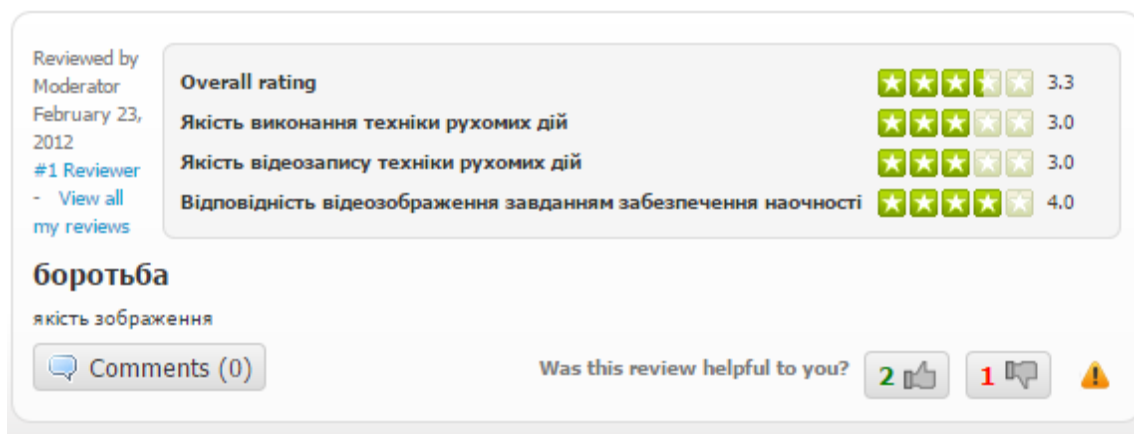 Reviewed by
Moderator
February 23,
2012
#1 Reviewer
- View all
my reviews
Overall rating 3.3
Якість виконання техніки рухомих дій 3.0
Якість відеозапису техніки рухомих дій 3.0
Відповідність відеозображення завданням забезпечення наочності 4.0
боротьба
якість зображення
Comments (0)
Was this review helpful to you? 2 1